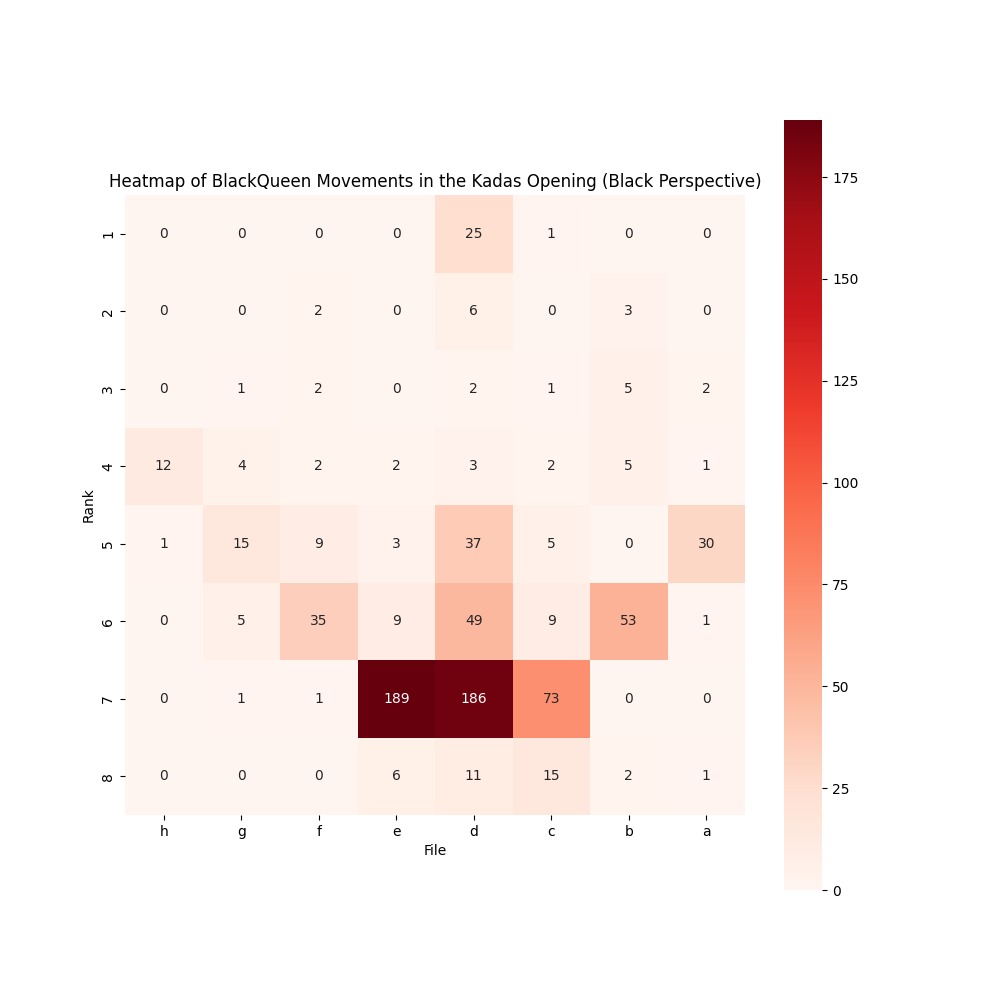 Heatmap of BlackQueen Movements in the Kadas Opening (Black Perspective)
1 0 0 0 0 25 1 0 0
2 0 0 2 0 6 0 3 0
3 0 1 2 0 2 1 5 2
4 12 4 2 2 3 2 5 1
5 1 15 9 3 37 5 0 30
6 0 5 35 9 49 9 53 1
7 0 1 1 189 186 73 0 0
8 0 0 0 6 11 15 2 1
h g f e d c b a
Rank
File
175
150
125
100
75
50
25
0